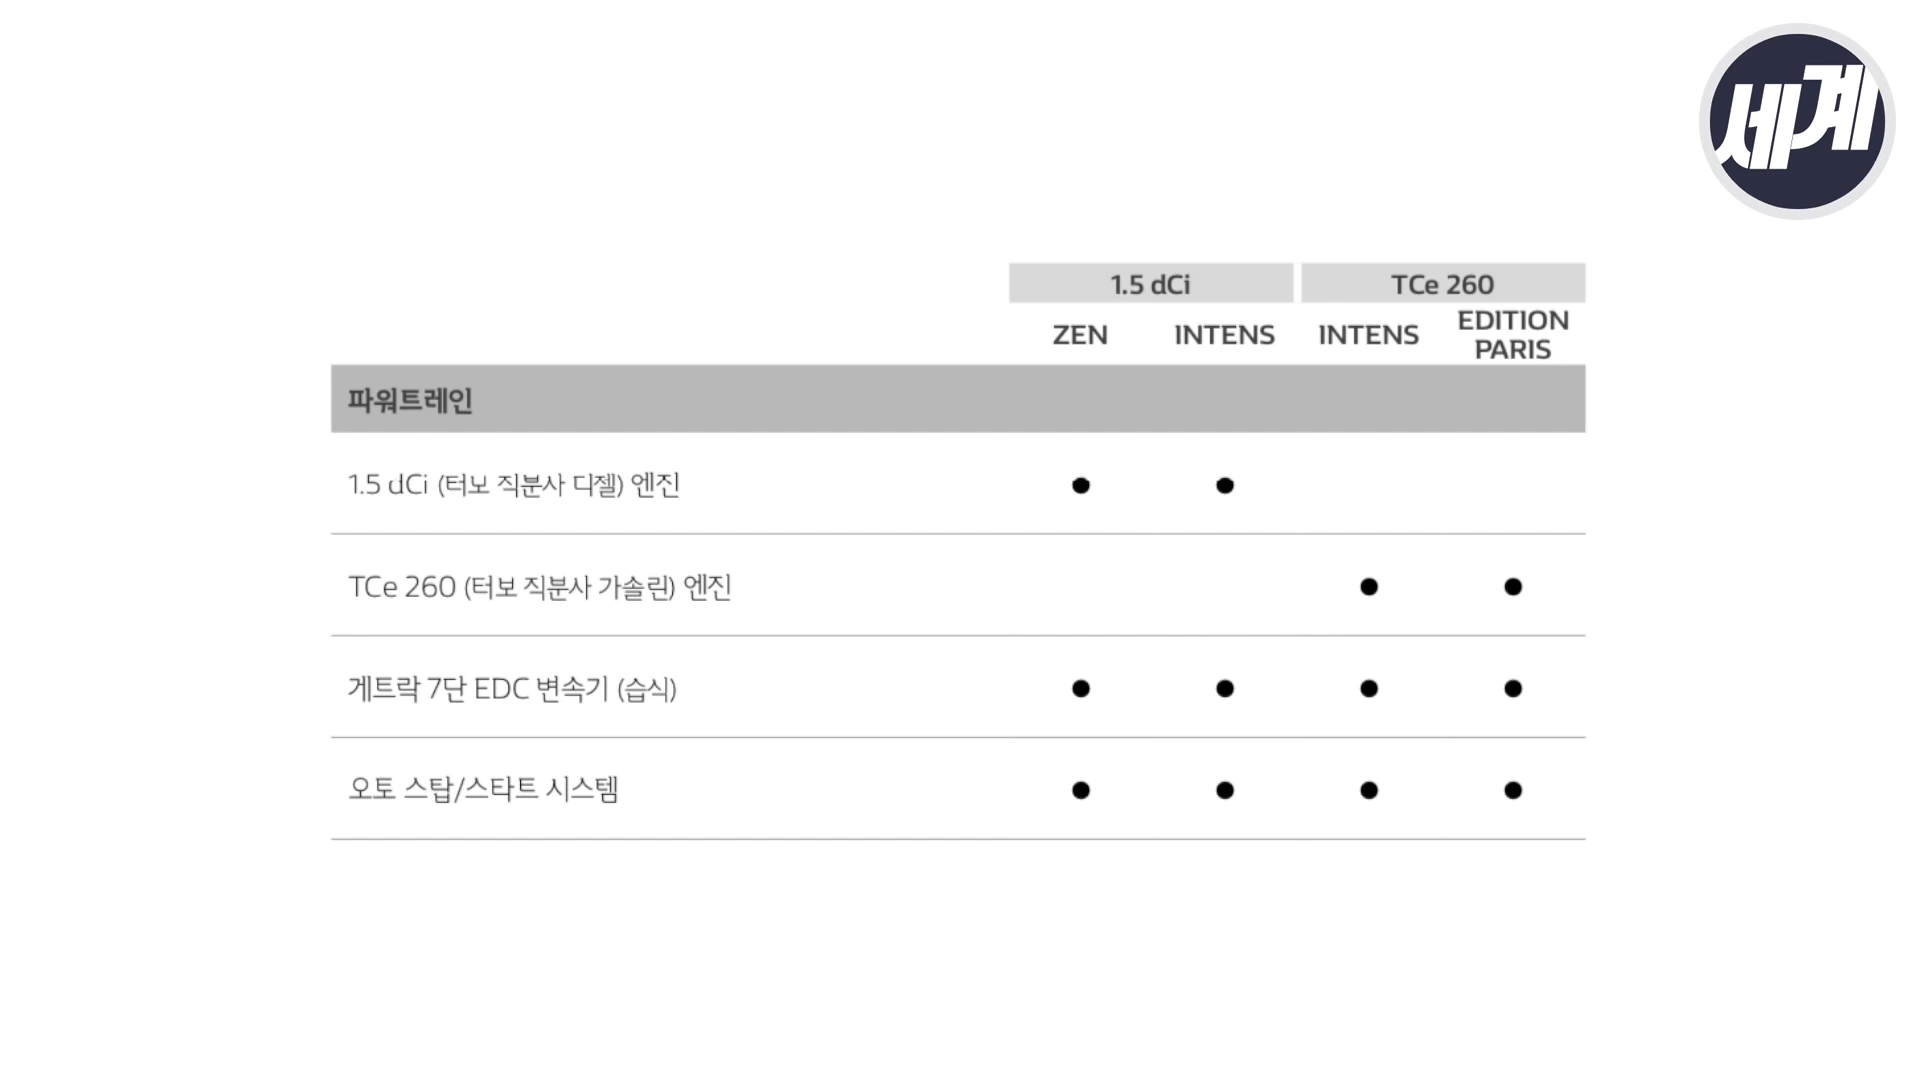 세계
1.5 dCi TCe 260
ZEN INTENS INTENS EDITION PARIS
파워트레인
1.5 dCi (터보 직분사 디젤) 엔진 ● ●
TCe 260 (터보 직분사 가솔린) 엔진 ● ●
게트락 7단 EDC 변속기 (습식) ● ● ● ●
오토 스탑/스타트 시스템 ● ● ● ●